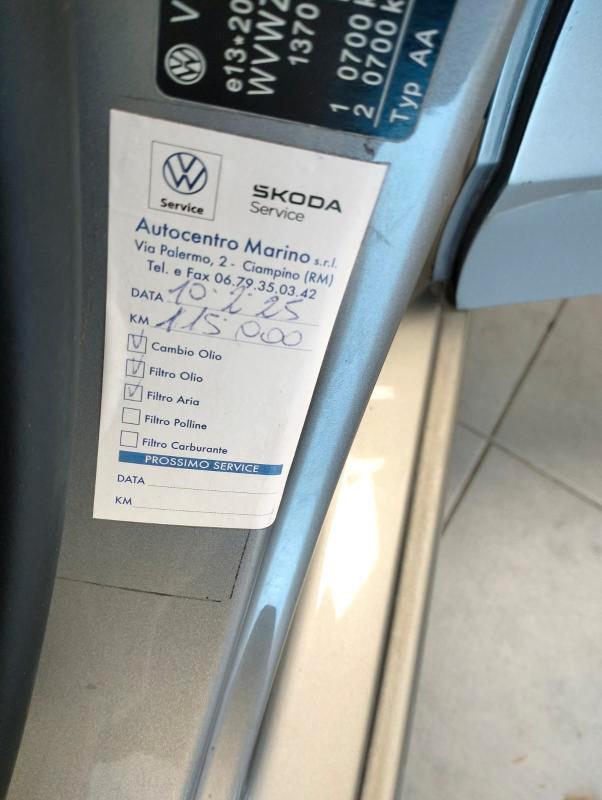 V
e13*20
WVWZ
1370
1 0700 k
2 0700 k
Typ AA
Service
SKODA
Service
Autocentro Marino s.r.l.
Via Palermo, 2 - Ciampino (RM)
Tel. e Fax 06.79.35.03.42
DATA 10-2-25
KM 115.000
Cambio Olio
Filtro Olio
Filtro Aria
Filtro Polline
Filtro Carburante
PROSSIMO SERVICE
DATA
KM